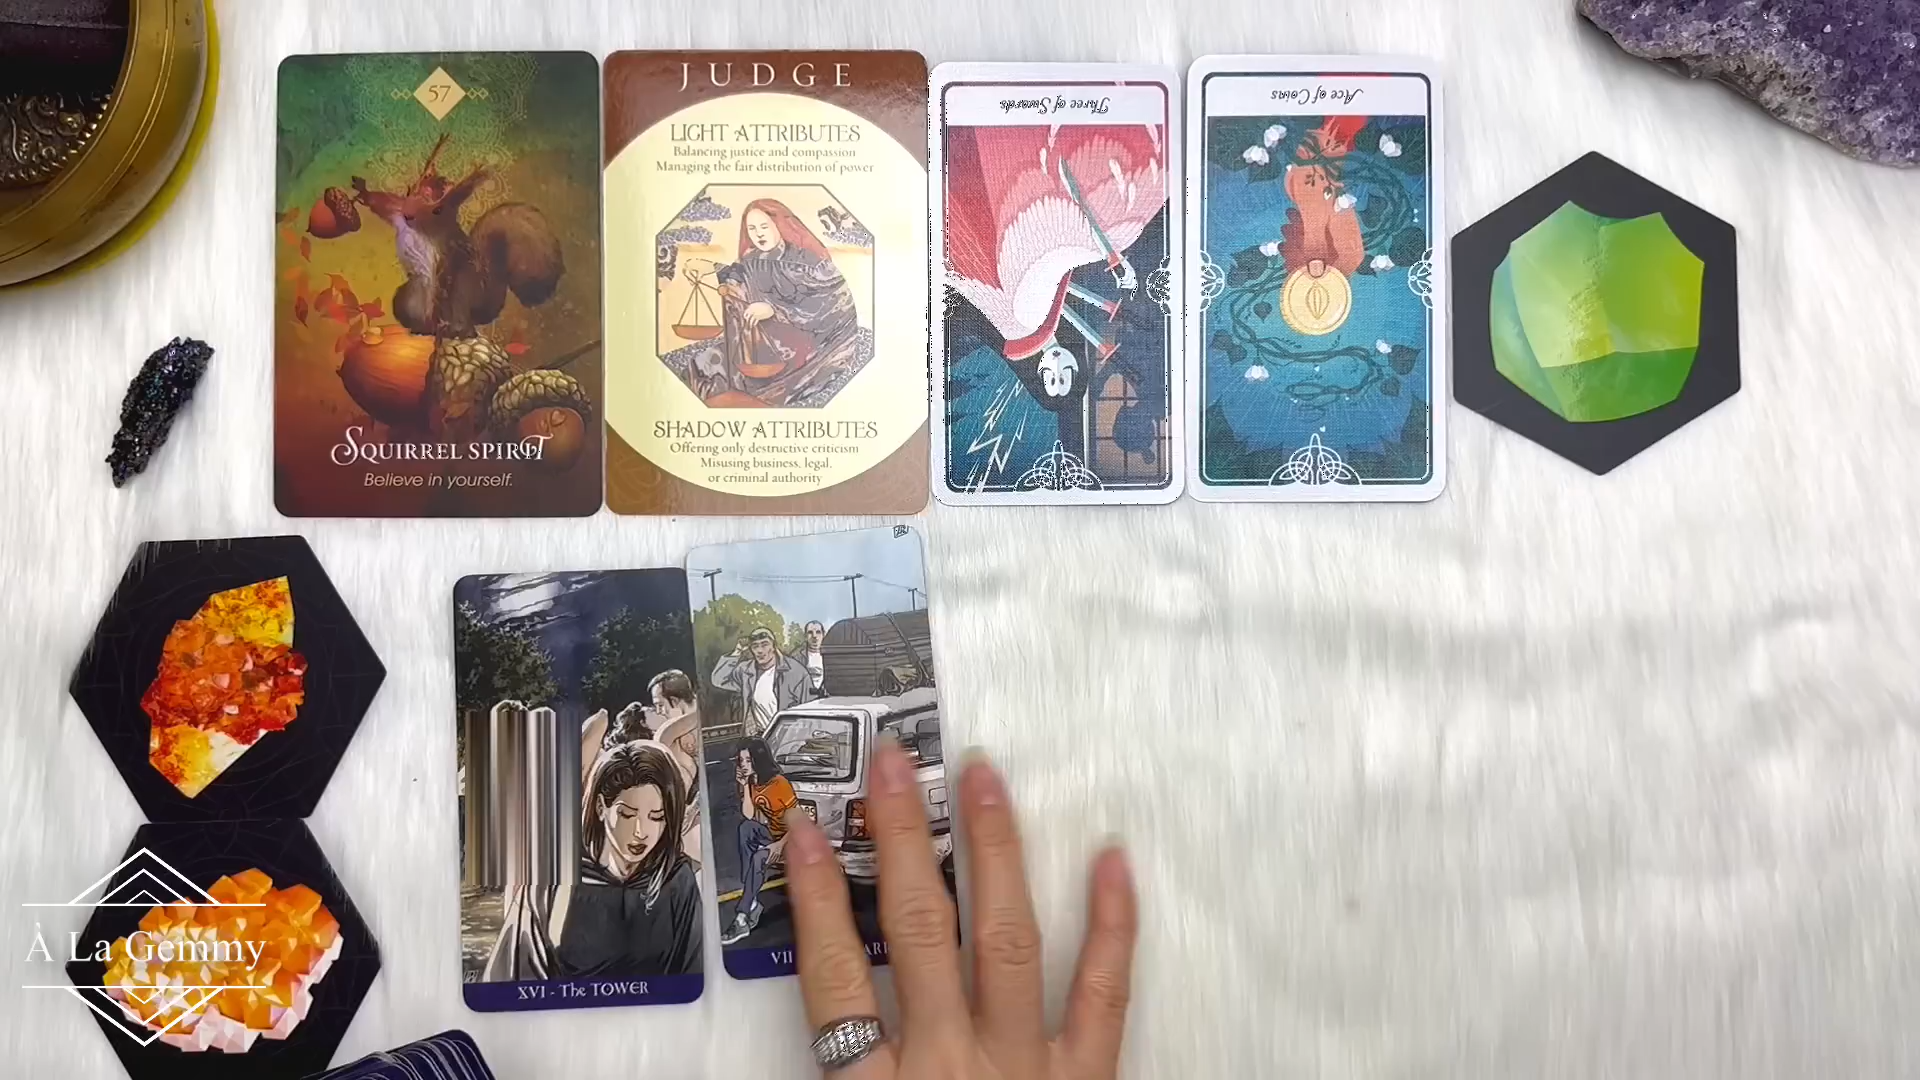 57
SQUIRREL SPIRIT
Believe in yourself.
JUDGE
LIGHT ATTRIBUTES
Balancing justice and compassion
Managing the fair distribution of power
SHADOW ATTRIBUTES
Offering only destructive criticism
Misusing business, legal,
or criminal authority
Three of Swords
Ace of Coins
XVI - The TOWER
VII
À La Gemmy